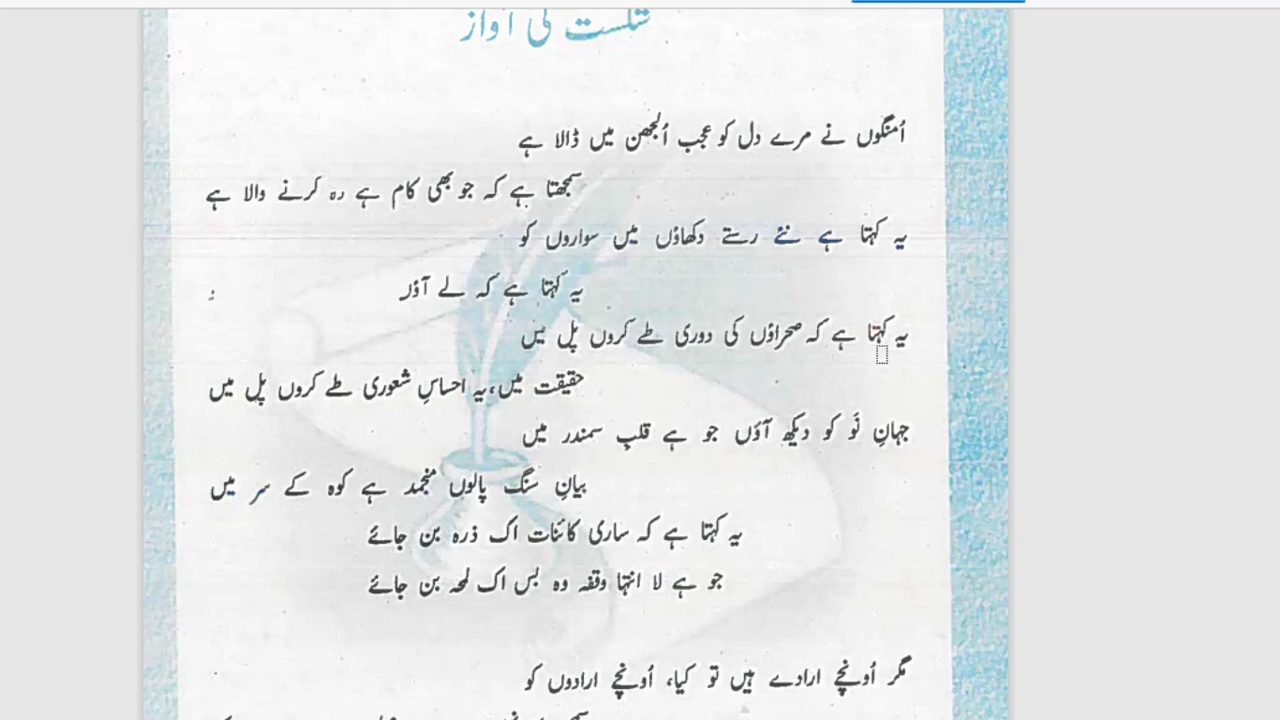 شکست کی آواز
اُمنگوں نے مرے دل کو عجب اُلجھن میں ڈالا ہے
سمجھتا ہے کہ جو بھی کام ہے رہ کرنے والا ہے
یہ کہتا ہے نئے رستے دکھاؤں میں سواروں کو
یہ کہتا ہے کہ لے آؤں
یہ کہتا ہے کہ صحراؤں کی دوری طے کروں پل میں
حقیقت میں، یہ احساسِ شعوری طے کروں پل میں
جہانِ نَو کو دیکھ آؤں جو ہے قلبِ سمندر میں
بیانِ سنگ پالوں منجمد ہے کوہ کے سر میں
یہ کہتا ہے کہ ساری کائنات اک ذرہ بن جائے
جو ہے لا انتہا وقفہ وہ بس اک لمحہ بن جائے
مگر اُونچے ارادے ہیں تو کیا، اُونچے ارادوں کو